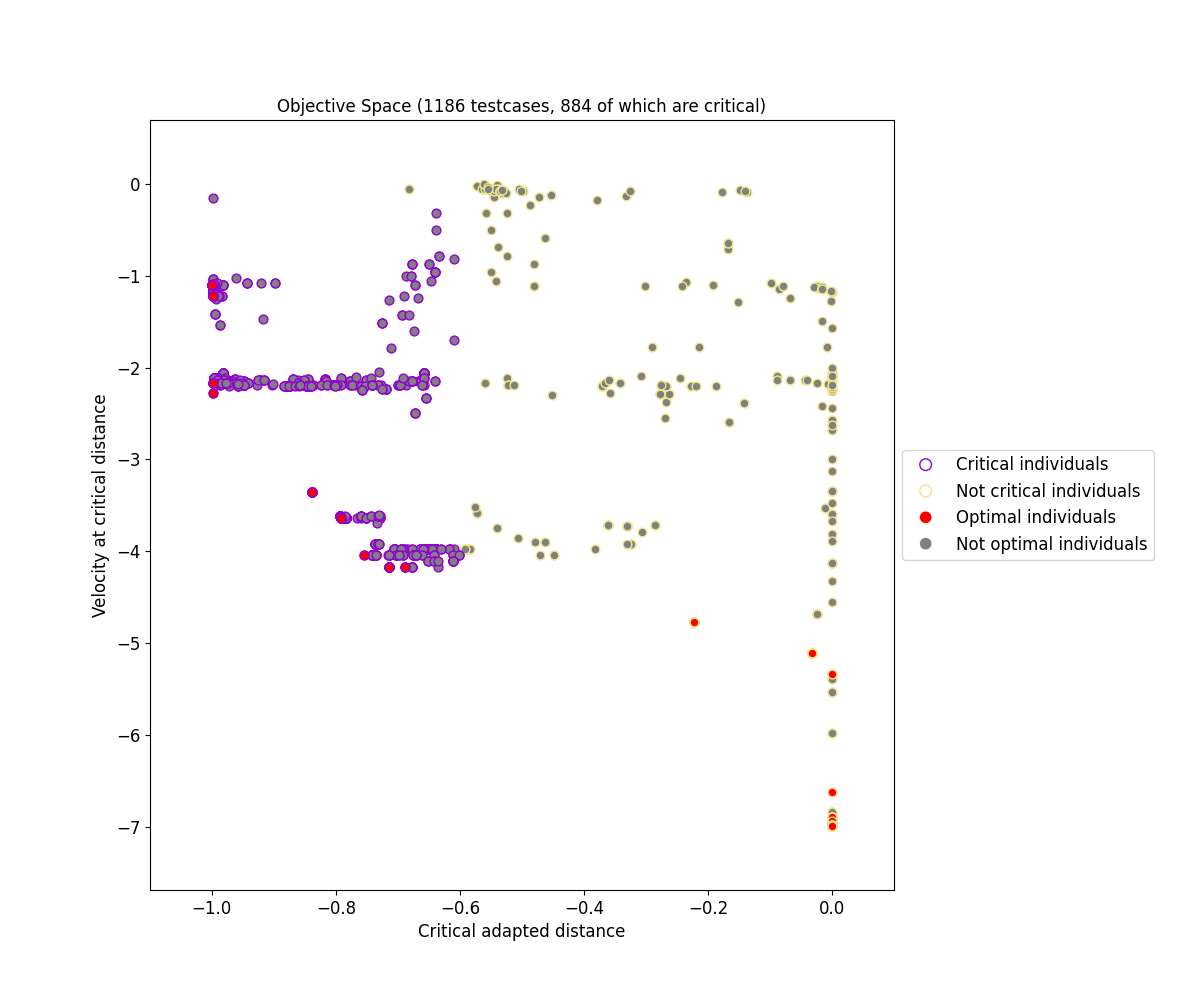 Objective Space (1186 testcases, 884 of which are critical)
0
−1
−2
−3
−4
−5
−6
−7
Velocity at critical distance
−1.0
−0.8
−0.6
−0.4
−0.2
0.0
Critical adapted distance
Critical individuals
Not critical individuals
Optimal individuals
Not optimal individuals